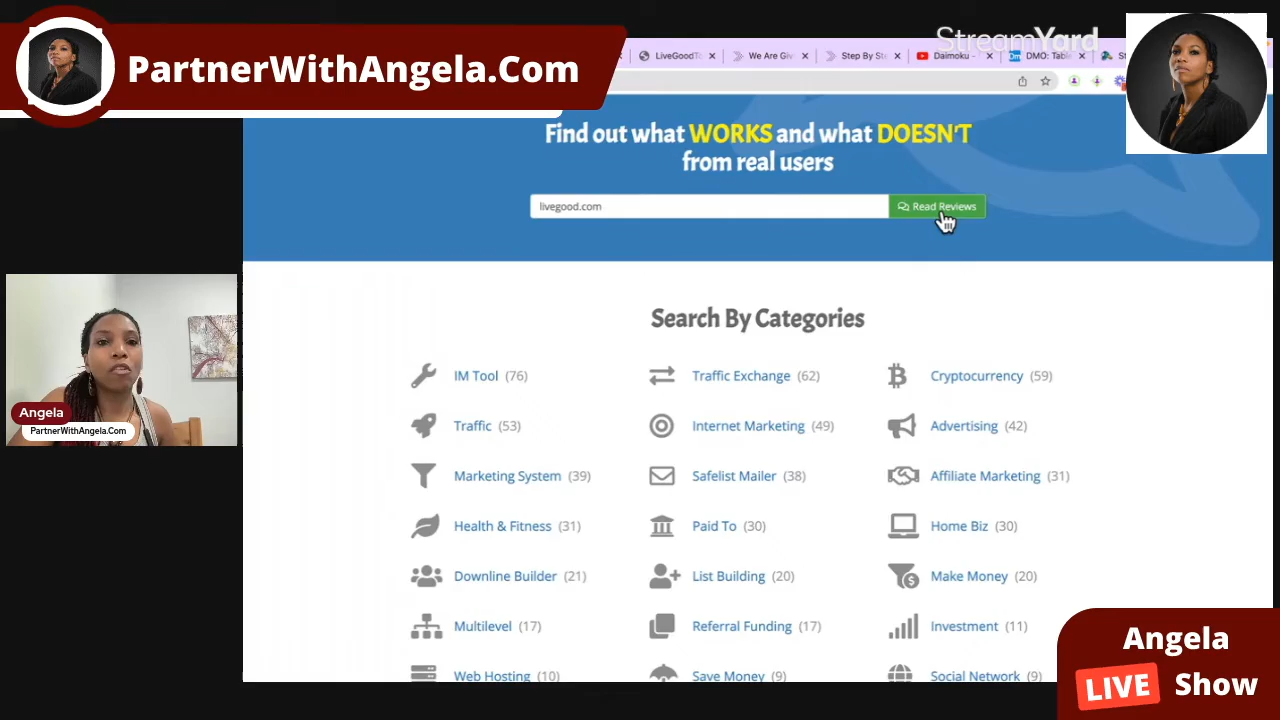 PartnerWithAngela.Com
StreamYard
LiveGoodTo
We Are Giv
Step By St
Daimoku -
DMO: Tabl
St
Find out what WORKS and what DOESN'T
from real users
livegood.com
Read Reviews
Search By Categories
IM Tool (76)
Traffic Exchange (62)
Cryptocurrency (59)
Traffic (53)
Internet Marketing (49)
Advertising (42)
Marketing System (39)
Safelist Mailer (38)
Affiliate Marketing (31)
Health & Fitness (31)
Paid To (30)
Home Biz (30)
Downline Builder (21)
List Building (20)
Make Money (20)
Multilevel (17)
Referral Funding (17)
Investment (11)
Web Hosting (10)
Save Money (9)
Social Network (9)
Angela
PartnerWithAngela.Com
Angela
LIVE Show